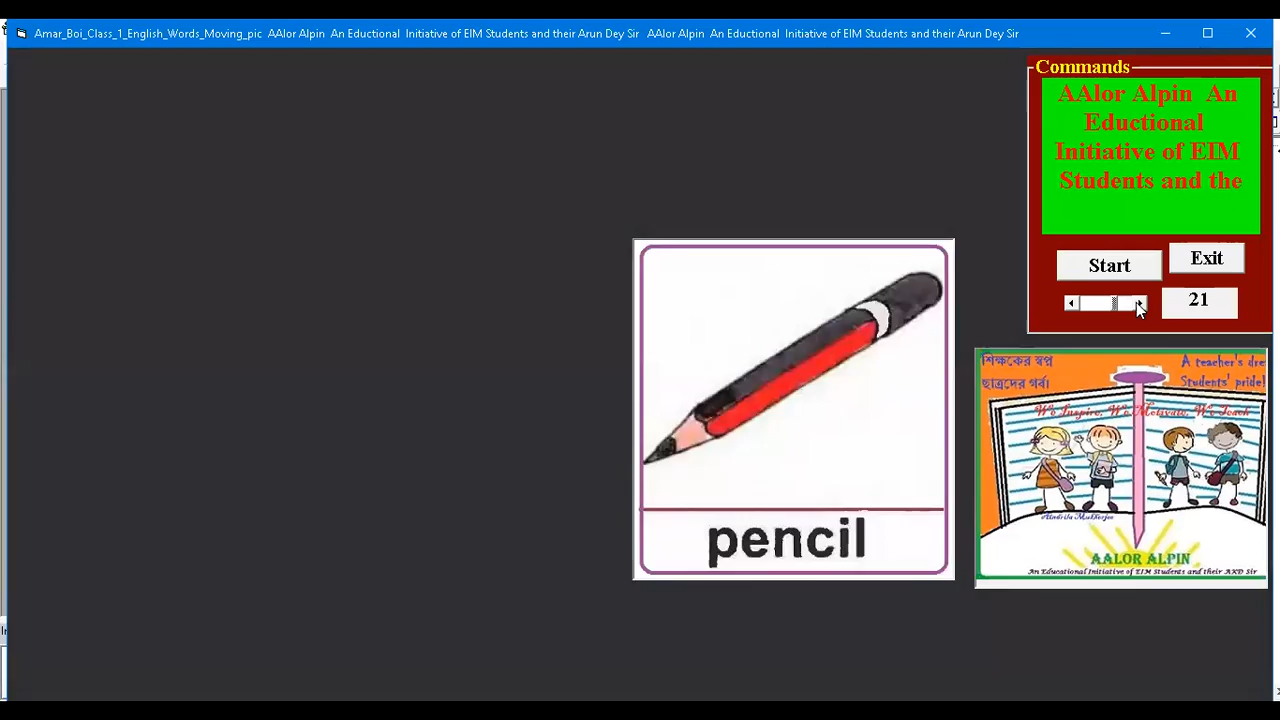 Amar_Boi_Class_1_English_Words_Moving_pic AAlor Alpin An Eductional Initiative of EIM Students and their Arun Dey Sir AAlor Alpin An Eductional Initiative of EIM Students and their Arun Dey Sir
Commands
AAlor Alpin An
Eductional
Initiative of EIM
Students and the
Start
Exit
21
pencil
শিক্ষকের স্বপ্ন
ছাত্রদের গর্ব।
A teacher's dre
Students' pride!
We Inspire, We Motivate, We Teach
AALOR ALPIN
An Educational Initiative of EIM Students and their AKD Sir